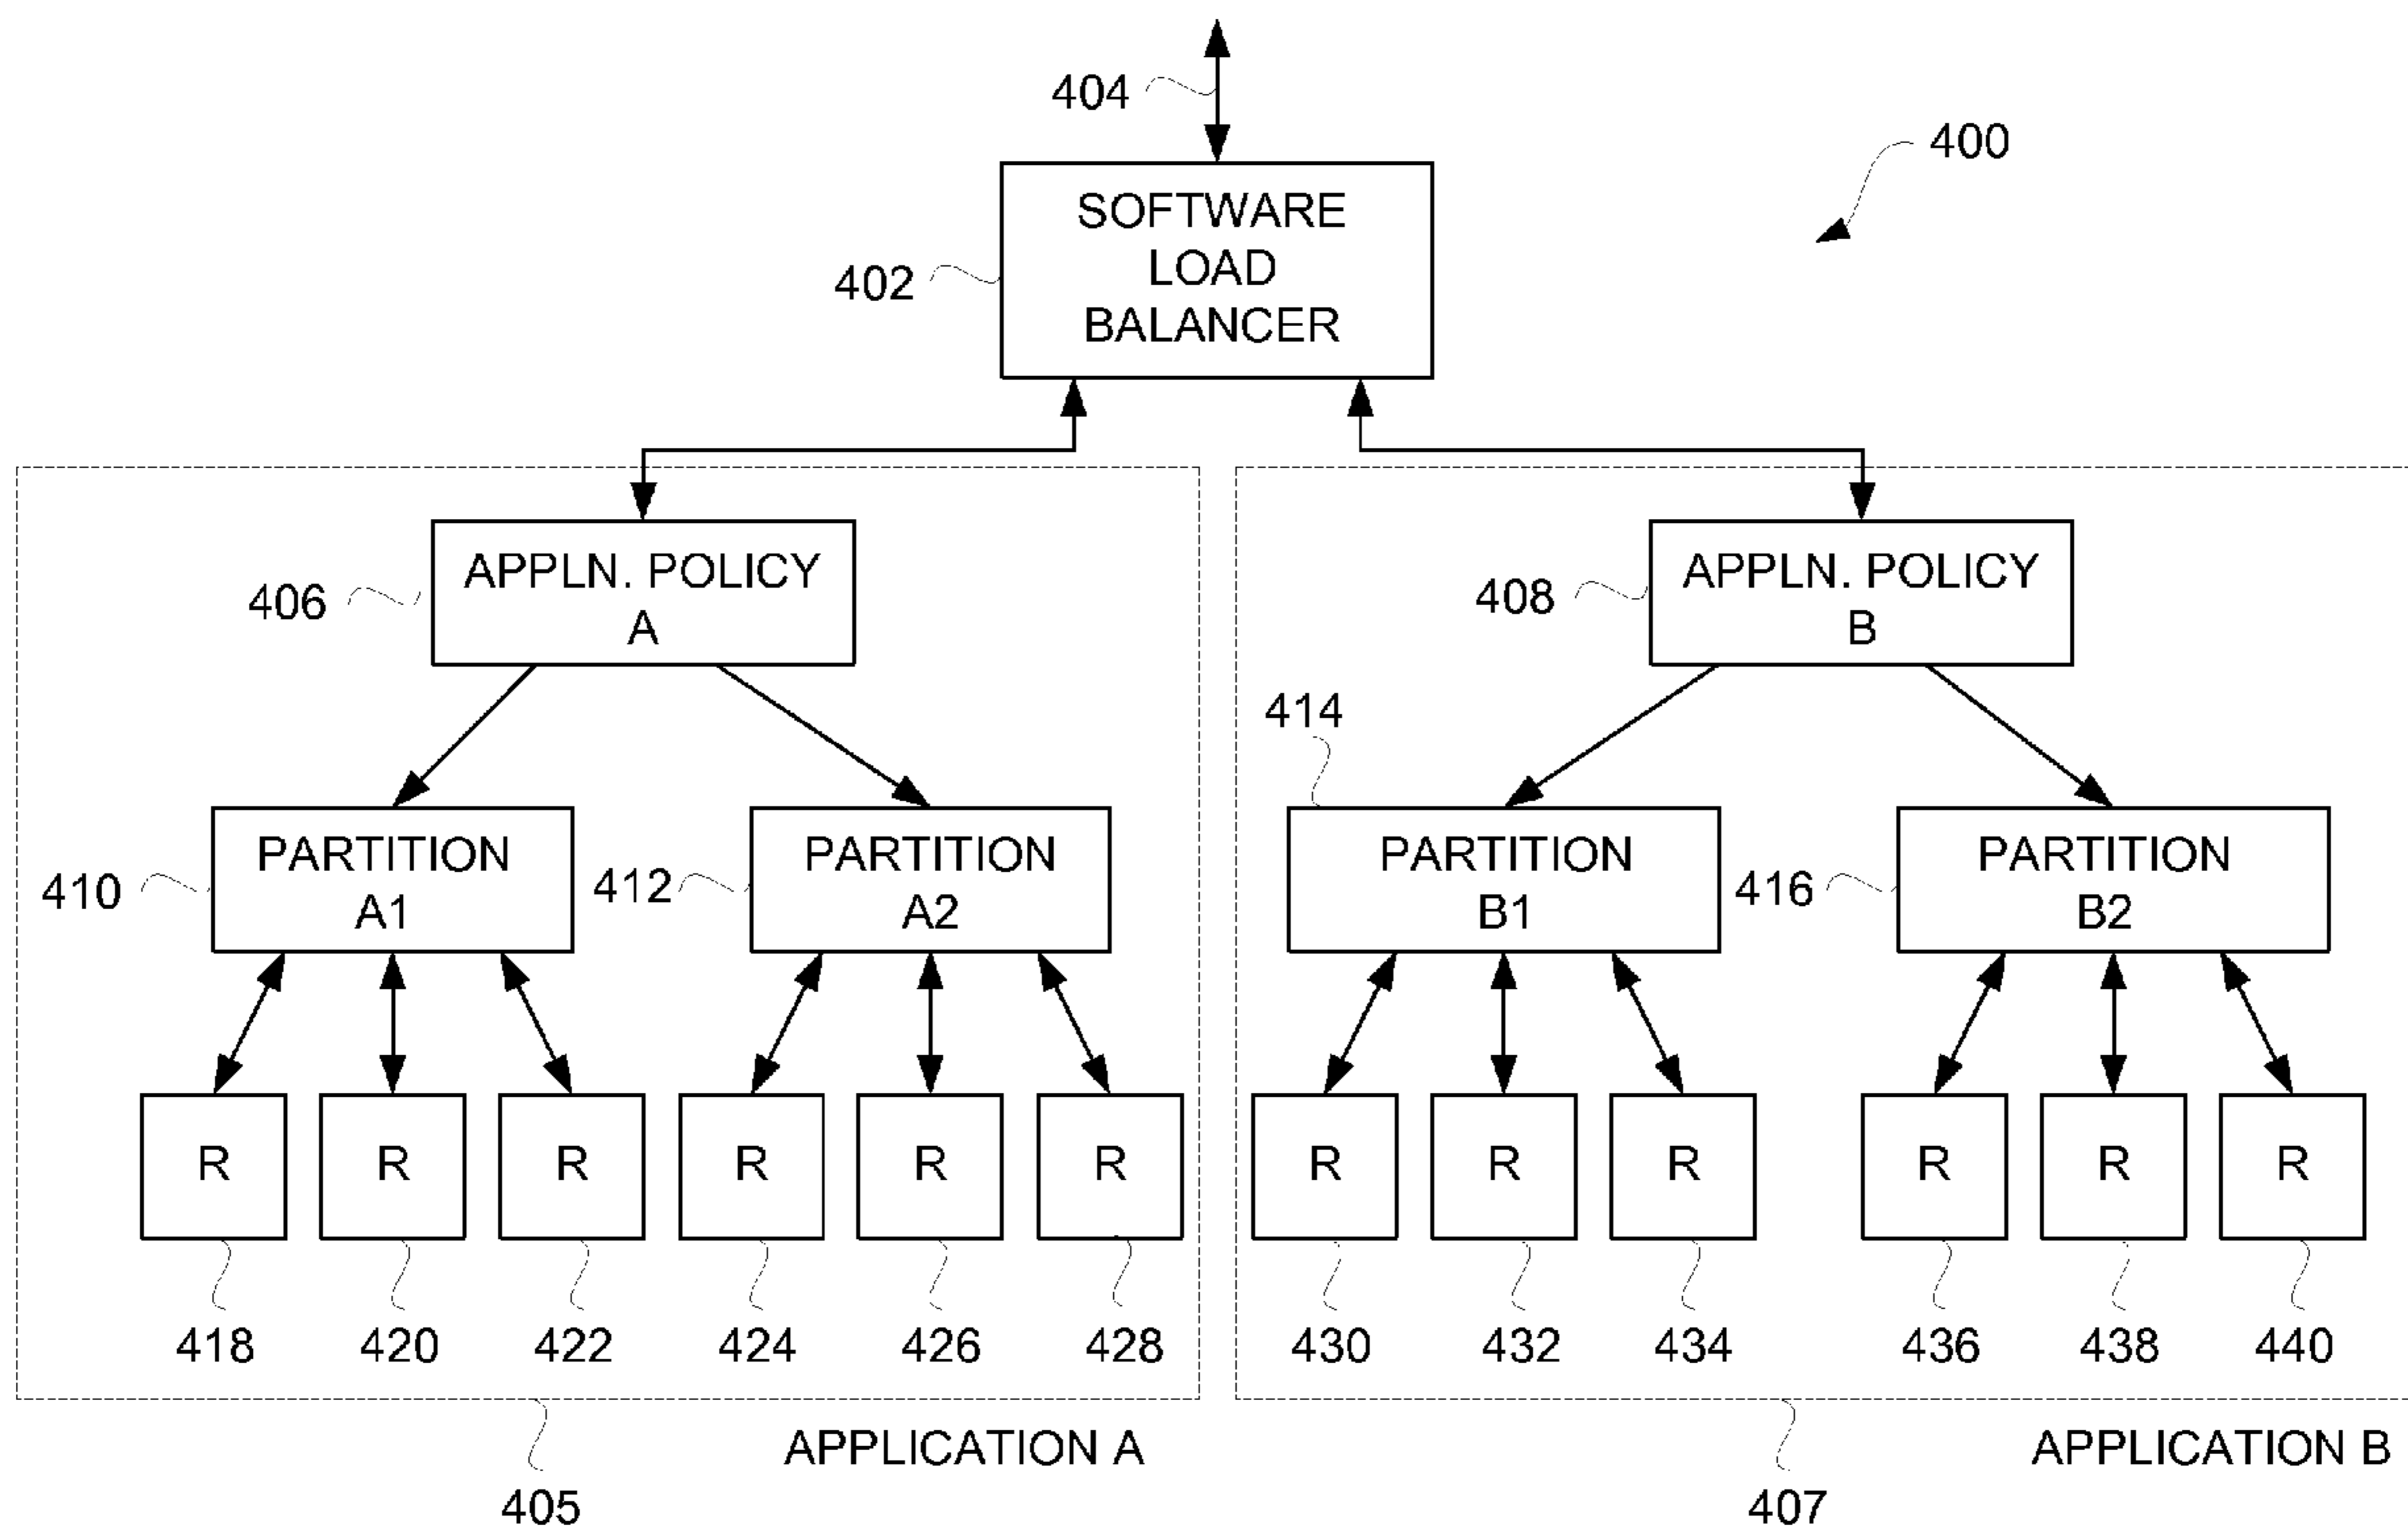 404
400
SOFTWARE
LOAD
BALANCER
402
APPLN. POLICY
A
406
APPLN. POLICY
B
408
414
PARTITION
A1
410
PARTITION
A2
412
PARTITION
B1
PARTITION
B2
416
R R R R R R R R R R R R
418 420 422 424 426 428 430 432 434 436 438 440
APPLICATION A
APPLICATION B
405
407